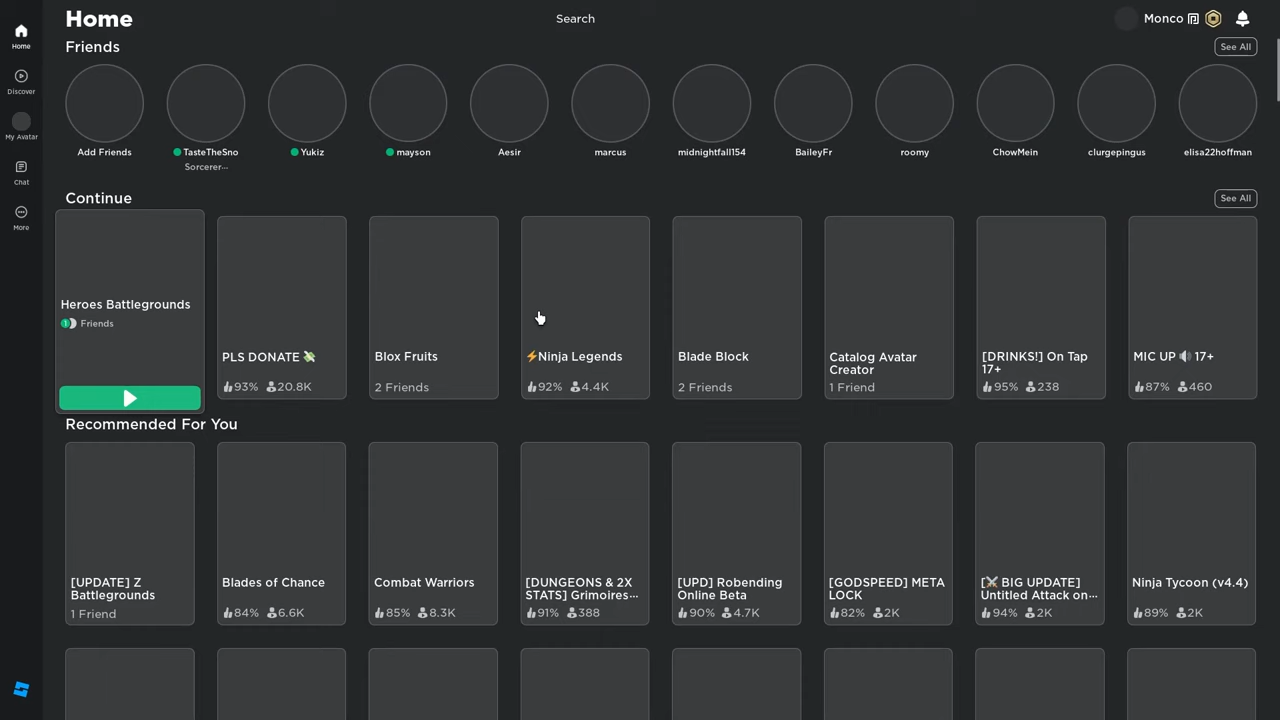 Home
Search
Monco
Friends
See All
Home
Discover
My Avatar
Chat
More
Add Friends
TasteTheSno
Sorcerer...
Yukiz
mayson
Aesir
marcus
midnightfall154
BaileyFr
roomy
ChowMein
clurgepingus
elisa22hoffman
Continue
See All
Heroes Battlegrounds
1 Friends
PLS DONATE 💸
93% 20.8K
Blox Fruits
2 Friends
⚡Ninja Legends
92% 4.4K
Blade Block
2 Friends
Catalog Avatar
Creator
1 Friend
[DRINKS!] On Tap
17+
95% 238
MIC UP 🔊 17+
87% 460
Recommended For You
[UPDATE] Z
Battlegrounds
1 Friend
Blades of Chance
84% 6.6K
Combat Warriors
85% 8.3K
[DUNGEONS & 2X
STATS] Grimoires...
91% 388
[UPD] Robending
Online Beta
90% 4.7K
[GODSPEED] META
LOCK
82% 2K
[⚔️ BIG UPDATE]
Untitled Attack on...
94% 2K
Ninja Tycoon (v4.4)
89% 2K